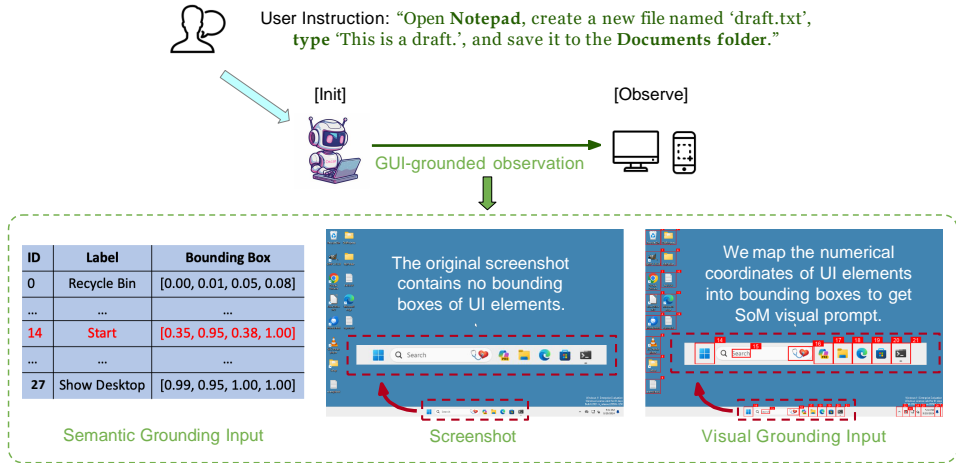 User Instruction: “Open Notepad, create a new file named ‘draft.txt’,
type ‘This is a draft.’, and save it to the Documents folder.”
[Init]
[Observe]
GUI-grounded observation
ID Label Bounding Box
0 Recycle Bin [0.00, 0.01, 0.05, 0.08]
... ... ...
14 Start [0.35, 0.95, 0.38, 1.00]
... ... ...
27 Show Desktop [0.99, 0.95, 1.00, 1.00]
Semantic Grounding Input
The original screenshot
contains no bounding
boxes of UI elements.
Search
Search
Screenshot
We map the numerical
coordinates of UI elements
into bounding boxes to get
SoM visual prompt.
14 15 16 17 18 19 20 21
Search
Visual Grounding Input